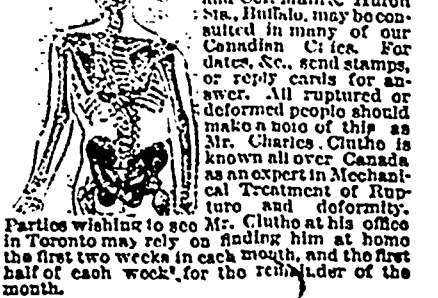 and Cor. Main & Huron
Sts., Buffalo. may be con-
sulted in many of our
Canadian Cities. For
dates, &c., send stamps,
or reply cards for an-
swer. All ruptured or
deformed people should
make a note of this as
Mr. Charles Clutho is
known all over Canada
as an expert in Mechani-
cal Treatment of Rup-
ture and deformity.
Parties wishing to see Mr. Clutho at his office
in Toronto may rely on finding him at home
the first two weeks in each month, and the first
half of each week, for the remainder of the
month.